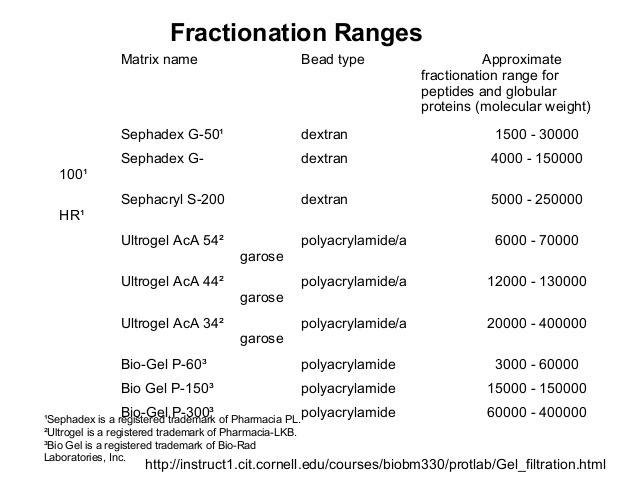 Fractionation Ranges
Matrix name Bead type Approximate
fractionation range for
peptides and globular
proteins (molecular weight)
Sephadex G-50¹ dextran 1500 - 30000
Sephadex G- dextran 4000 - 150000
100¹
Sephacryl S-200 dextran 5000 - 250000
HR¹
Ultrogel AcA 54² polyacrylamide/a 6000 - 70000
garose
Ultrogel AcA 44² polyacrylamide/a 12000 - 130000
garose
Ultrogel AcA 34² polyacrylamide/a 20000 - 400000
garose
Bio-Gel P-60³ polyacrylamide 3000 - 60000
Bio Gel P-150³ polyacrylamide 15000 - 150000
Bio-Gel P-300³ polyacrylamide 60000 - 400000
¹Sephadex is a registered trademark of Pharmacia PL.
²Ultrogel is a registered trademark of Pharmacia-LKB.
³Bio Gel is a registered trademark of Bio-Rad
Laboratories, Inc.
http://instruct1.cit.cornell.edu/courses/biobm330/protlab/Gel_filtration.html